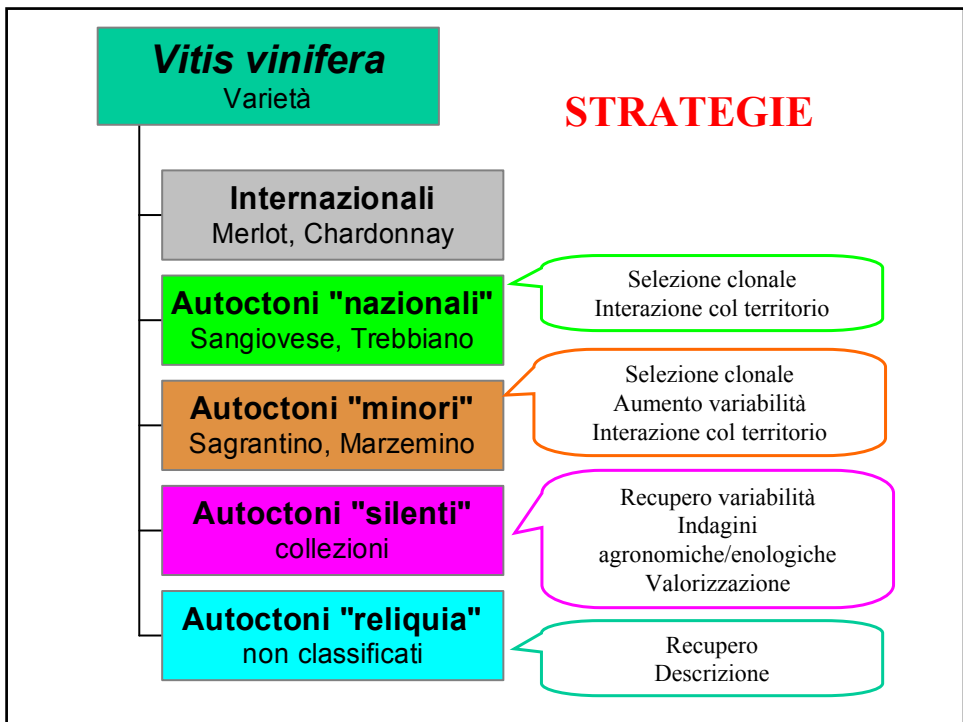 Vitis vinifera
Varietà
STRATEGIE
Internazionali
Merlot, Chardonnay
Autoctoni "nazionali"
Sangiovese, Trebbiano
Selezione clonale
Interazione col territorio
Autoctoni "minori"
Sagrantino, Marzemino
Selezione clonale
Aumento variabilità
Interazione col territorio
Autoctoni "silenti"
collezioni
Recupero variabilità
Indagini
agronomiche/enologiche
Valorizzazione
Autoctoni "reliquia"
non classificati
Recupero
Descrizione